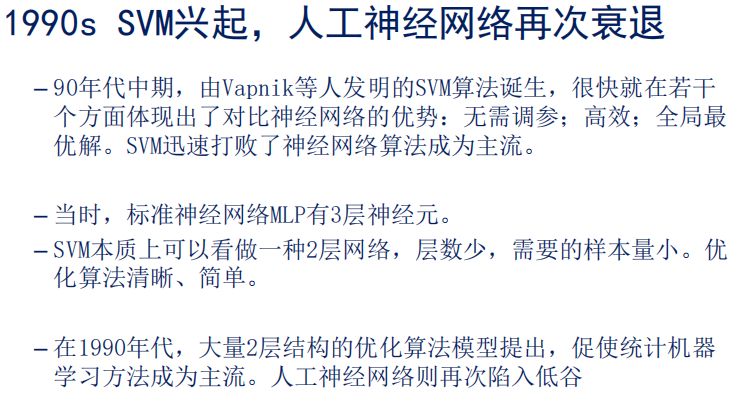 1990s SVM兴起，人工神经网络再次衰退
– 90年代中期，由Vapnik等人发明的SVM算法诞生，很快就在若干
个方面体现出了对比神经网络的优势：无需调参；高效；全局最
优解。SVM迅速打败了神经网络算法成为主流。
– 当时，标准神经网络MLP有3层神经元。
– SVM本质上可以看做一种2层网络，层数少，需要的样本量小。优
化算法清晰、简单。
– 在1990年代，大量2层结构的优化算法模型提出，促使统计机器
学习方法成为主流。人工神经网络则再次陷入低谷